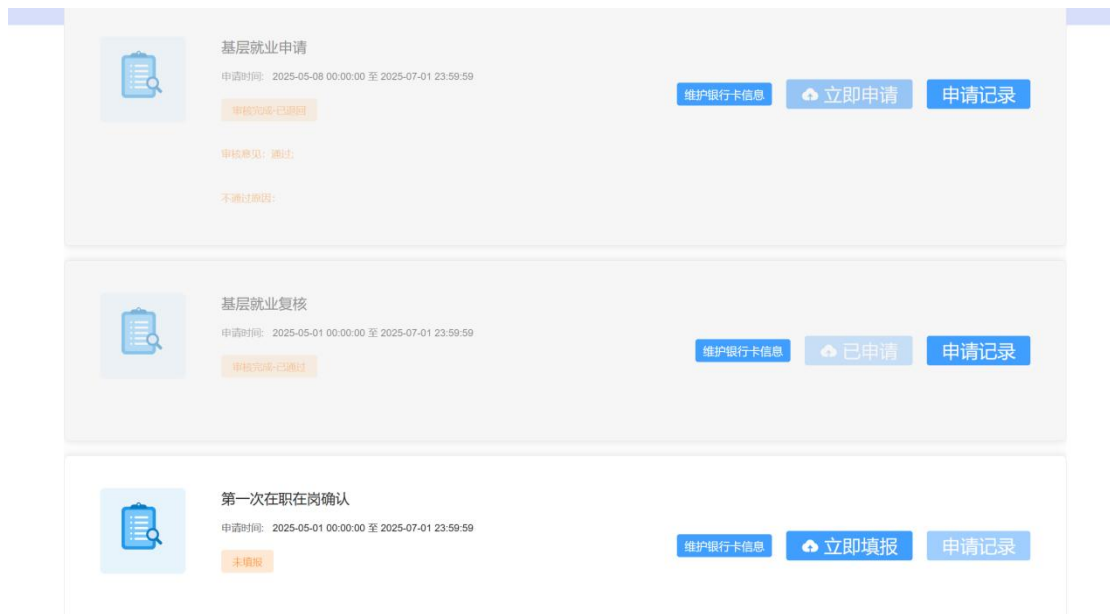 基层就业申请
申请时间: 2025-05-08 00:00:00 至 2025-07-01 23:59:59
维护银行卡信息 立即申请 申请记录
审核完成-已退回
审核意见: 通过;
不通过原因:
基层就业复核
申请时间: 2025-05-01 00:00:00 至 2025-07-01 23:59:59
维护银行卡信息 已申请 申请记录
审核完成-已通过
第一次在职在岗确认
申请时间: 2025-05-01 00:00:00 至 2025-07-01 23:59:59
维护银行卡信息 立即填报 申请记录
未填报